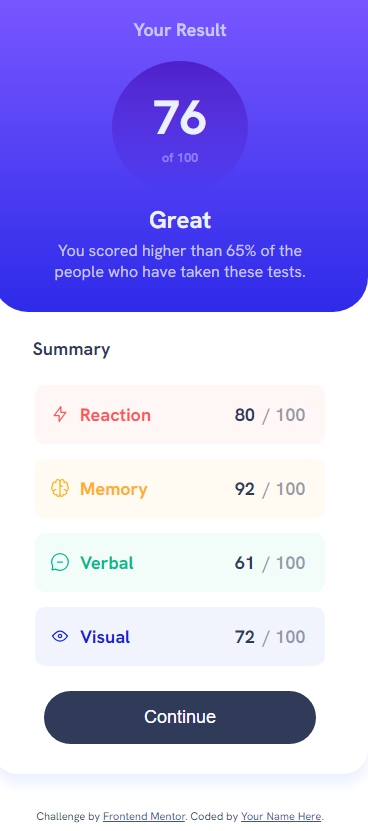 Your Result
76
of 100
Great
You scored higher than 65% of the
people who have taken these tests.
Summary
Reaction 80 / 100
Memory 92 / 100
Verbal 61 / 100
Visual 72 / 100
Continue
Challenge by Frontend Mentor. Coded by Your Name Here.